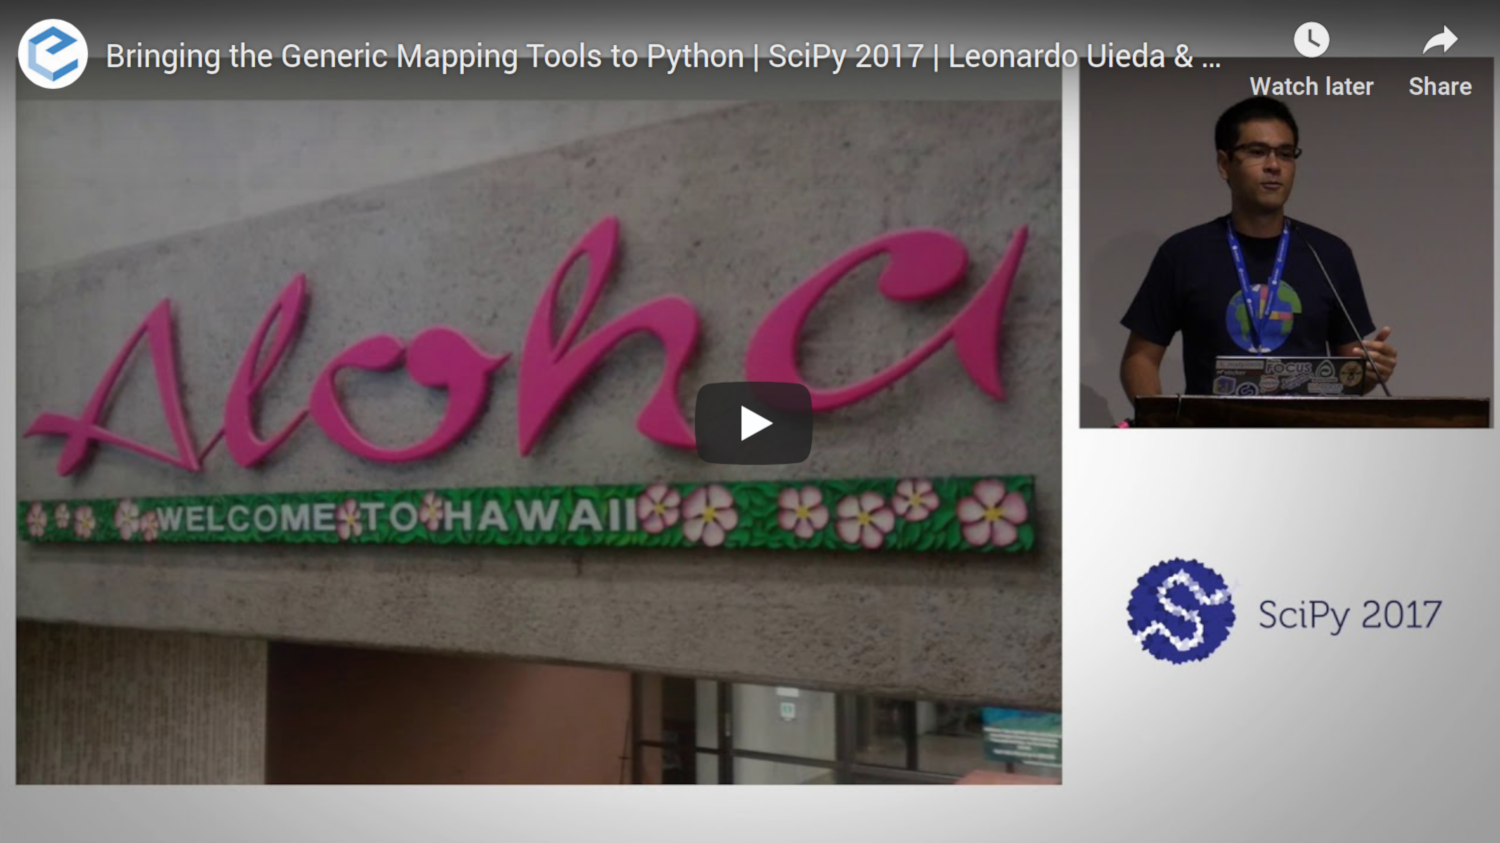 Bringing the Generic Mapping Tools to Python | SciPy 2017 | Leonardo Uieda & ...
Watch later
Share
Aloha
WELCOME TO HAWAII
FOCUS
SciPy 2017